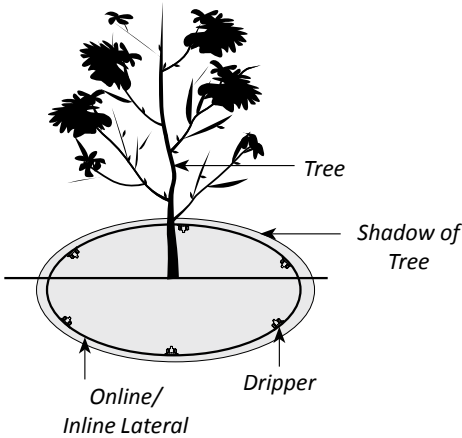 Tree
Shadow of
Tree
Dripper
Online/
Inline Lateral